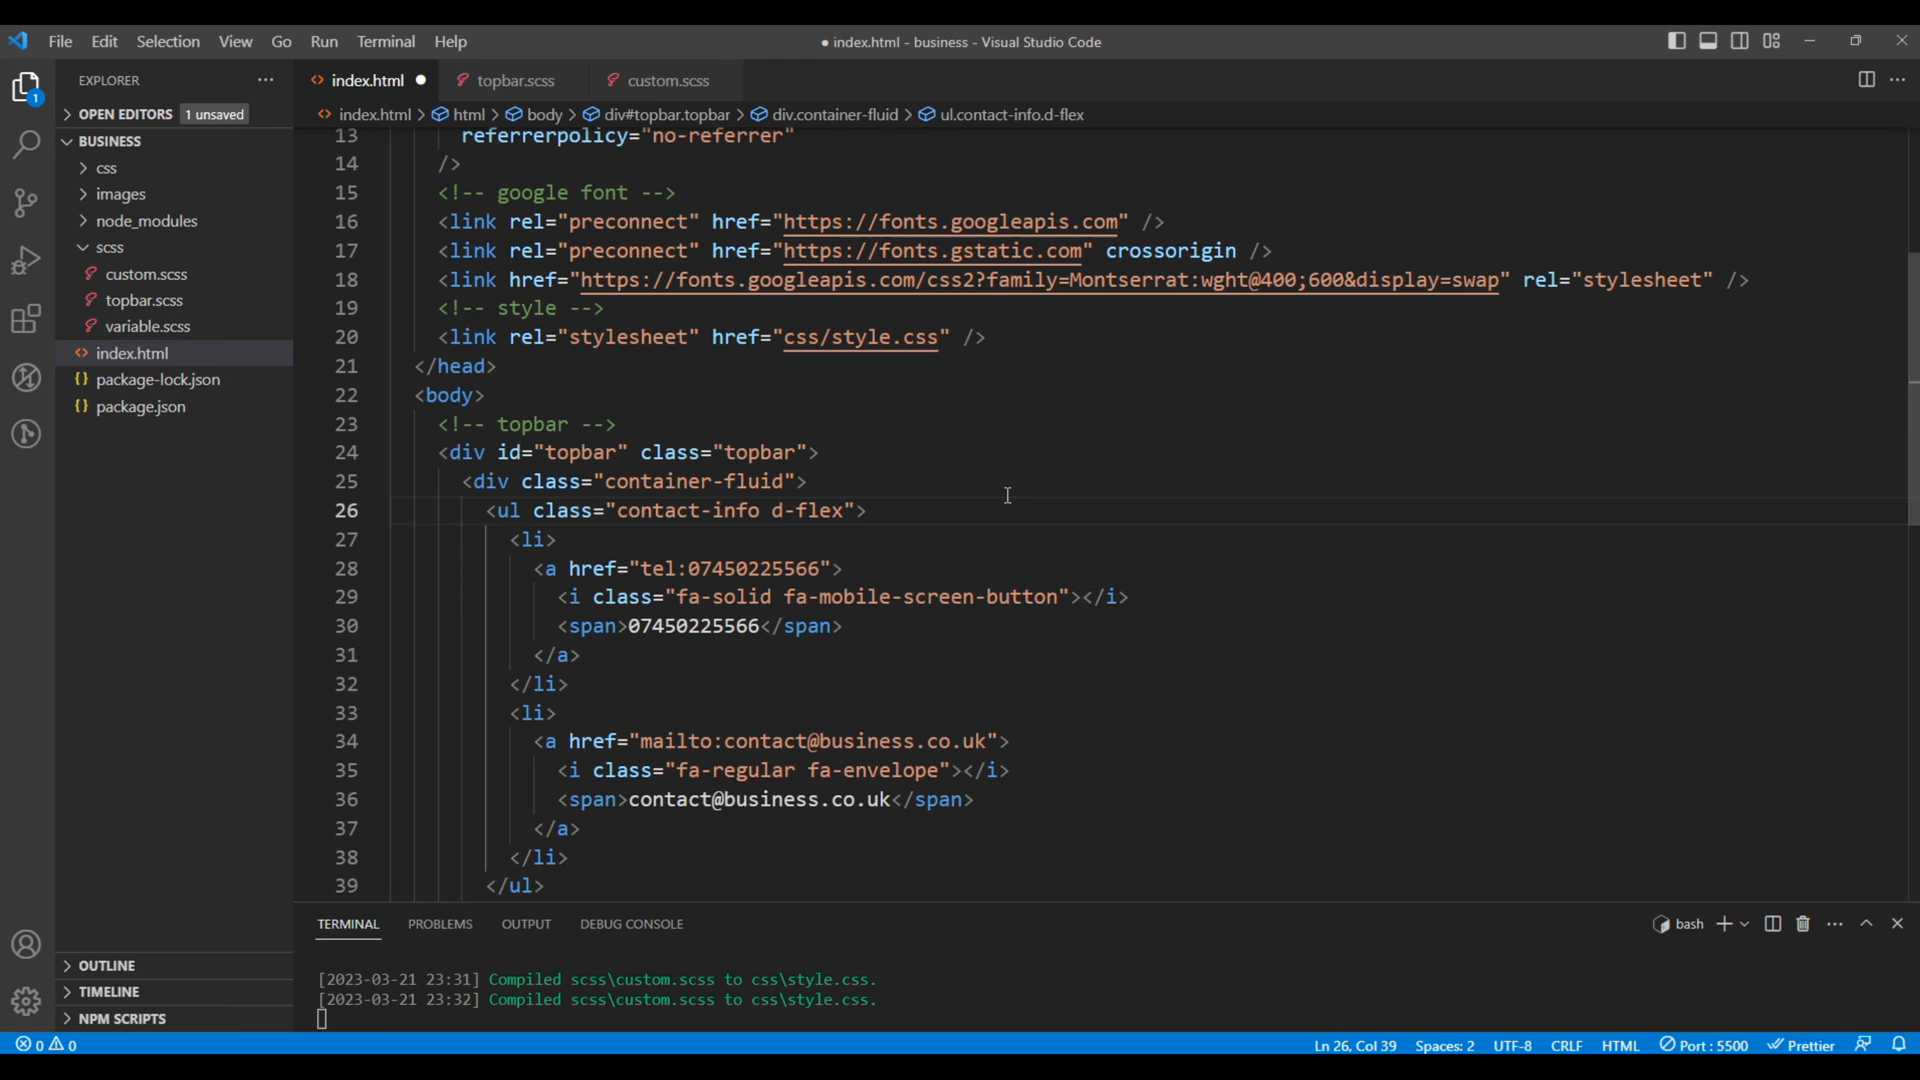 File Edit Selection View Go Run Terminal Help
● index.html - business - Visual Studio Code
EXPLORER
index.html ● topbar.scss custom.scss
1
OPEN EDITORS 1 unsaved
index.html > html > body > div#topbar.topbar > div.container-fluid > ul.contact-info.d-flex
BUSINESS
css
images
node_modules
scss
custom.scss
topbar.scss
variable.scss
index.html
package-lock.json
package.json
OUTLINE
TIMELINE
NPM SCRIPTS
13 referrerpolicy="no-referrer"
14 />
15 <!-- google font -->
16 <link rel="preconnect" href="https://fonts.googleapis.com" />
17 <link rel="preconnect" href="https://fonts.gstatic.com" crossorigin />
18 <link href="https://fonts.googleapis.com/css2?family=Montserrat:wght@400;600&display=swap" rel="stylesheet" />
19 <!-- style -->
20 <link rel="stylesheet" href="css/style.css" />
21 </head>
22 <body>
23 <!-- topbar -->
24 <div id="topbar" class="topbar">
25 <div class="container-fluid">
26 <ul class="contact-info d-flex">
27 <li>
28 <a href="tel:07450225566">
29 <i class="fa-solid fa-mobile-screen-button"></i>
30 <span>07450225566</span>
31 </a>
32 </li>
33 <li>
34 <a href="mailto:contact@business.co.uk">
35 <i class="fa-regular fa-envelope"></i>
36 <span>contact@business.co.uk</span>
37 </a>
38 </li>
39 </ul>
TERMINAL PROBLEMS OUTPUT DEBUG CONSOLE
bash
[2023-03-21 23:31] Compiled scss\custom.scss to css\style.css.
[2023-03-21 23:32] Compiled scss\custom.scss to css\style.css.
0 0
Ln 26, Col 39 Spaces: 2 UTF-8 CRLF HTML Port : 5500 Prettier